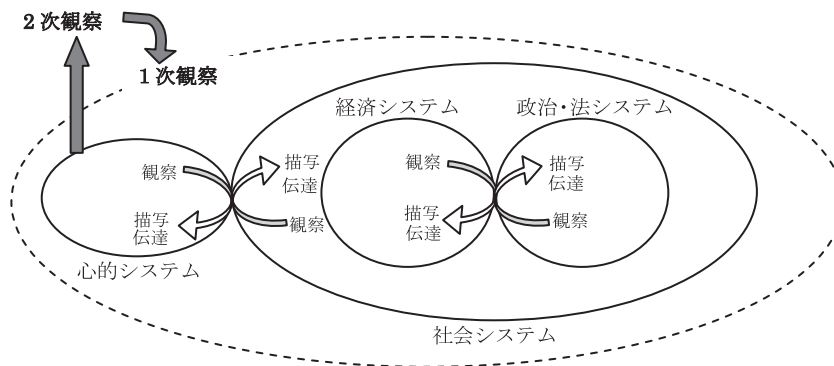 2次観察
1次観察
経済システム
政治・法システム
観察
描写
伝達
描写
伝達
観察
心的システム
観察
描写
伝達
描写
伝達
観察
社会システム